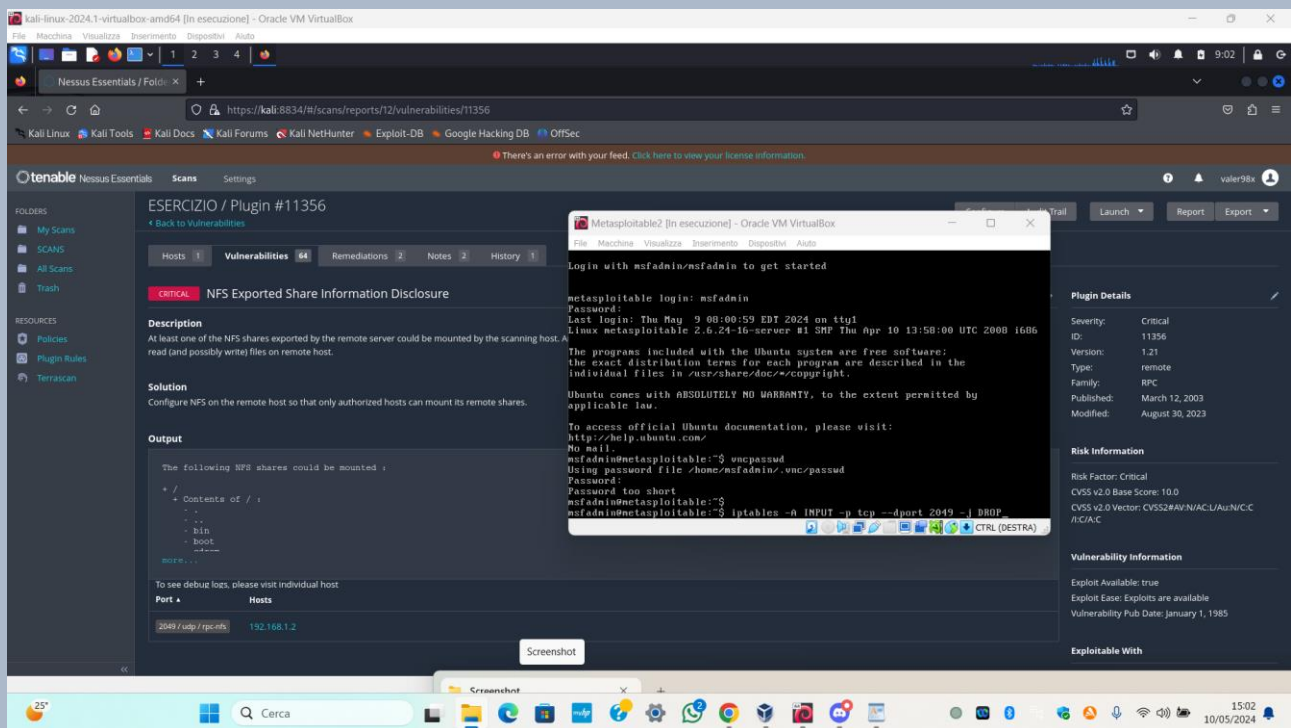 kali-linux-2024.1-virtualbox-amd64 [In esecuzione] - Oracle VM VirtualBox
File Macchina Visualizza Inserimento Dispositivi Aiuto
1 2 3 4
9:02
Nessus Essentials / Folde
https://kali:8834/#/scans/reports/12/vulnerabilities/11356
Kali Linux Kali Tools Kali Docs Kali Forums Kali NetHunter Exploit-DB Google Hacking DB OffSec
There's an error with your feed. Click here to view your license information.
tenable Nessus Essentials Scans Settings
valer98x
FOLDERS
My Scans
SCANS
All Scans
Trash
RESOURCES
Policies
Plugin Rules
Terrascan
ESERCIZIO / Plugin #11356
Back to Vulnerabilities
Trail Launch Report Export
Hosts 1 Vulnerabilities 64 Remediations 2 Notes 2 History 1
CRITICAL NFS Exported Share Information Disclosure
Description
At least one of the NFS shares exported by the remote server could be mounted by the scanning host. A
read (and possibly write) files on remote host.
Solution
Configure NFS on the remote host so that only authorized hosts can mount its remote shares.
Output
The following NFS shares could be mounted :
+ /
+ Contents of / :
- .
- ..
- bin
- boot
more...
To see debug logs, please visit individual host
Port Hosts
2049 / udp / rpc-nfs 192.168.1.2
Metasploitable2 [In esecuzione] - Oracle VM VirtualBox
File Macchina Visualizza Inserimento Dispositivi Aiuto
Login with msfadmin/msfadmin to get started
metasploitable login: msfadmin
Password:
Last login: Thu May 9 08:00:59 EDT 2024 on tty1
Linux metasploitable 2.6.24-16-server #1 SMP Thu Apr 10 13:58:00 UTC 2008 i686
The programs included with the Ubuntu system are free software;
the exact distribution terms for each program are described in the
individual files in /usr/share/doc/*/copyright.
Ubuntu comes with ABSOLUTELY NO WARRANTY, to the extent permitted by
applicable law.
To access official Ubuntu documentation, please visit:
http://help.ubuntu.com/
No mail.
msfadmin@metasploitable:~$ vncpasswd
Using password file /home/msfadmin/.vnc/passwd
Password:
Password too short
msfadmin@metasploitable:~$
msfadmin@metasploitable:~$ iptables -A INPUT -p tcp --dport 2049 -j DROP_
CTRL (DESTRA)
Plugin Details
Severity: Critical
ID: 11356
Version: 1.21
Type: remote
Family: RPC
Published: March 12, 2003
Modified: August 30, 2023
Risk Information
Risk Factor: Critical
CVSS v2.0 Base Score: 10.0
CVSS v2.0 Vector: CVSS2#AV:N/AC:L/Au:N/C:C
/I:C/A:C
Vulnerability Information
Exploit Available: true
Exploit Ease: Exploits are available
Vulnerability Pub Date: January 1, 1985
Exploitable With
Screenshot
Screenshot
25°
Cerca
15:02
10/05/2024